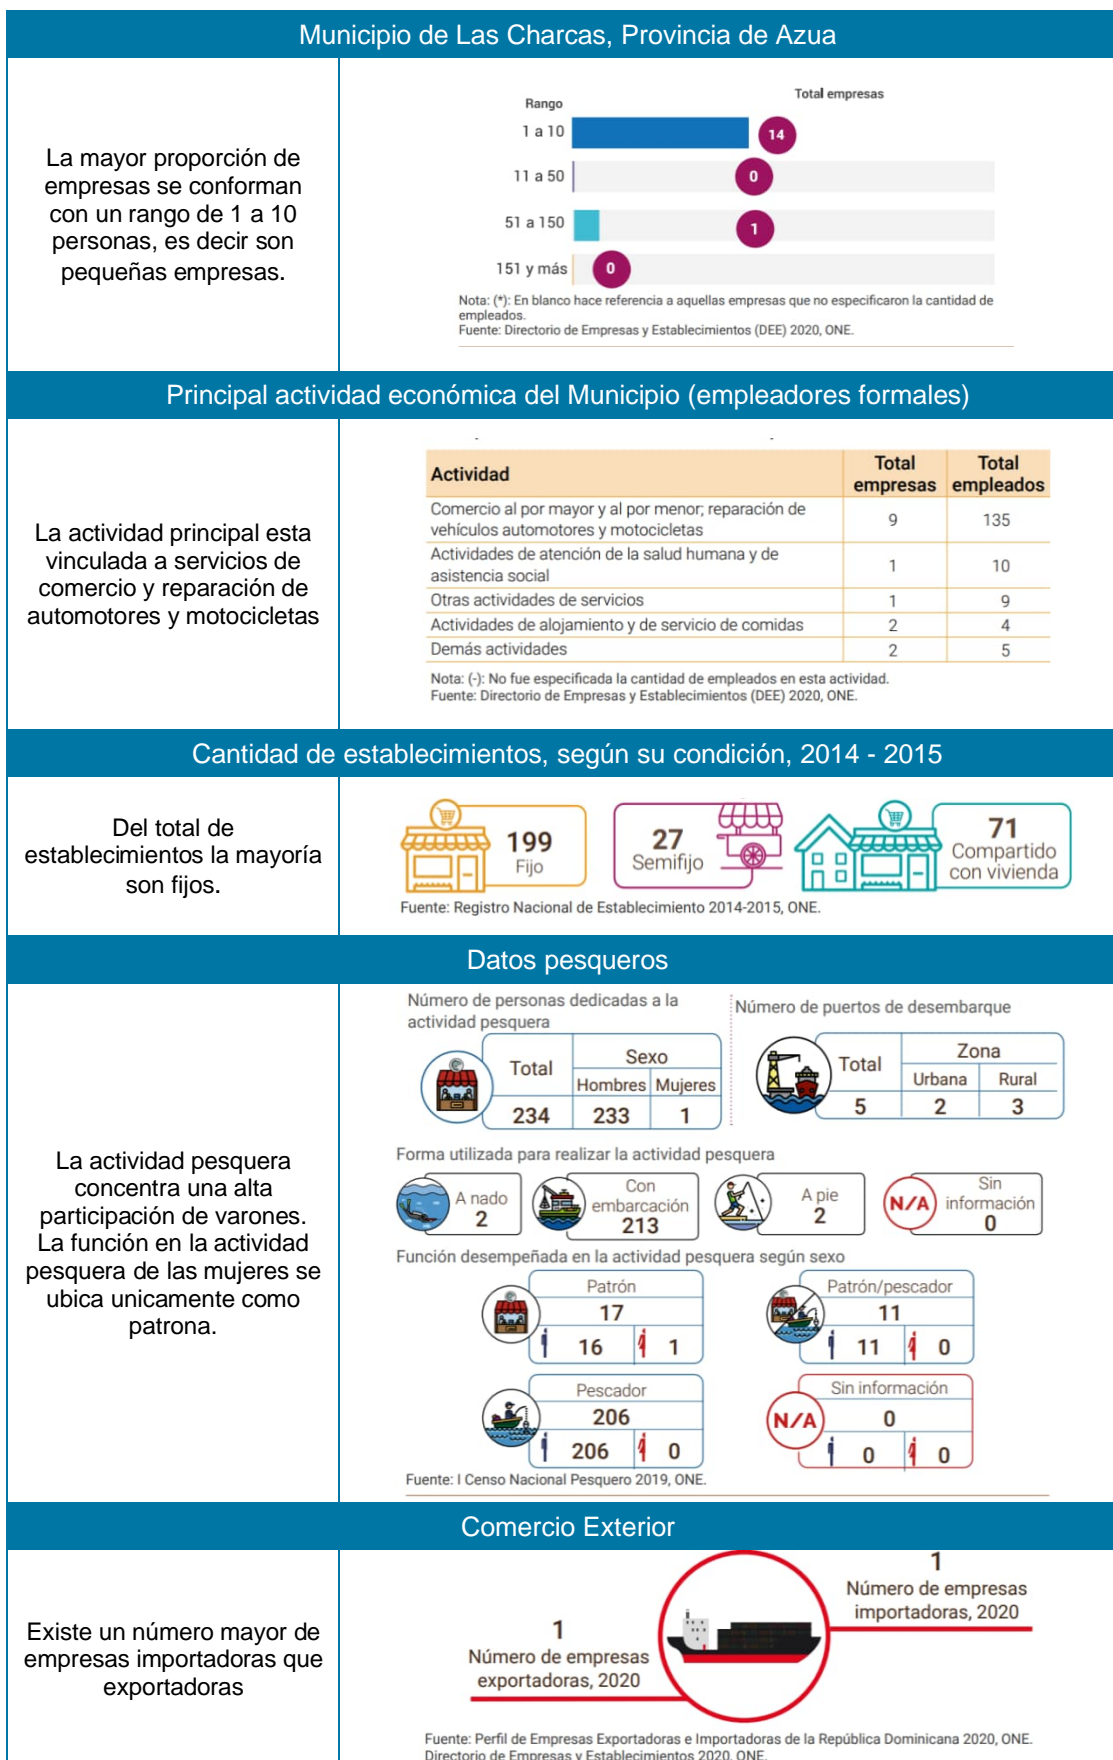 Municipio de Las Charcas, Provincia de Azua
La mayor proporción de
empresas se conforman
con un rango de 1 a 10
personas, es decir son
pequeñas empresas.
Rango
Total empresas
1 a 10
14
11 a 50
0
51 a 150
1
151 y más
0
Nota: (*): En blanco hace referencia a aquellas empresas que no especificaron la cantidad de
empleados.
Fuente: Directorio de Empresas y Establecimientos (DEE) 2020, ONE.
Principal actividad económica del Municipio (empleadores formales)
La actividad principal esta
vinculada a servicios de
comercio y reparación de
automotores y motocicletas
Actividad
Total
empresas
Total
empleados
Comercio al por mayor y al por menor; reparación de
vehículos automotores y motocicletas
9
135
Actividades de atención de la salud humana y de
asistencia social
1
10
Otras actividades de servicios
1
9
Actividades de alojamiento y de servicio de comidas
2
4
Demás actividades
2
5
Nota: (-): No fue especificada la cantidad de empleados en esta actividad.
Fuente: Directorio de Empresas y Establecimientos (DEE) 2020, ONE.
Cantidad de establecimientos, según su condición, 2014 - 2015
Del total de
establecimientos la mayoría
son fijos.
199
Fijo
27
Semifijo
71
Compartido
con vivienda
Fuente: Registro Nacional de Establecimiento 2014-2015, ONE.
Datos pesqueros
La actividad pesquera
concentra una alta
participación de varones.
La función en la actividad
pesquera de las mujeres se
ubica unicamente como
patrona.
Número de personas dedicadas a la
actividad pesquera
Total
Sexo
Hombres
Mujeres
234
233
1
Número de puertos de desembarque
Total
Zona
Urbana
Rural
5
2
3
Forma utilizada para realizar la actividad pesquera
A nado
2
Con
embarcación
213
A pie
2
N/A
Sin
información
0
Función desempeñada en la actividad pesquera según sexo
Patrón
17
16
1
Patrón/pescador
11
11
0
Pescador
206
206
0
N/A
Sin información
0
0
0
Fuente: I Censo Nacional Pesquero 2019, ONE.
Comercio Exterior
Existe un número mayor de
empresas importadoras que
exportadoras
1
Número de empresas
exportadoras, 2020
1
Número de empresas
importadoras, 2020
Fuente: Perfil de Empresas Exportadoras e Importadoras de la República Dominicana 2020, ONE.
Directorio de Empresas y Establecimientos 2020, ONE.